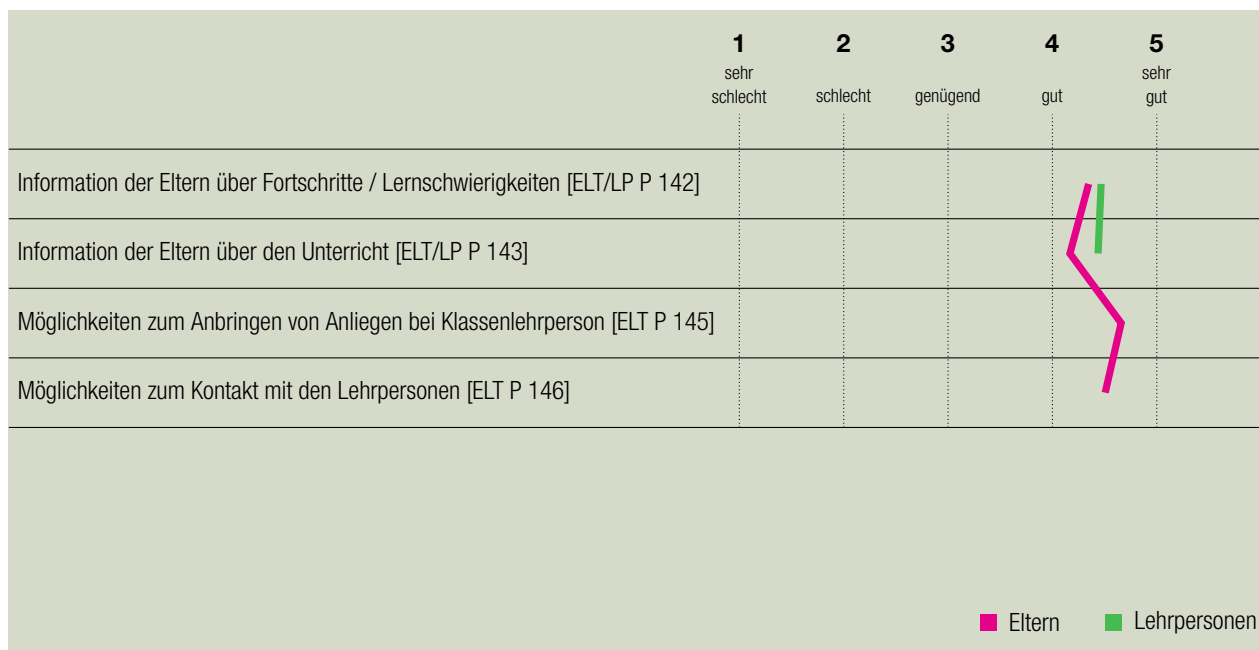 1 2 3 4 5
sehr schlecht schlecht genügend gut sehr gut
Information der Eltern über Fortschritte / Lernschwierigkeiten [ELT/LP P 142]
Information der Eltern über den Unterricht [ELT/LP P 143]
Möglichkeiten zum Anbringen von Anliegen bei Klassenlehrperson [ELT P 145]
Möglichkeiten zum Kontakt mit den Lehrpersonen [ELT P 146]
Eltern Lehrpersonen